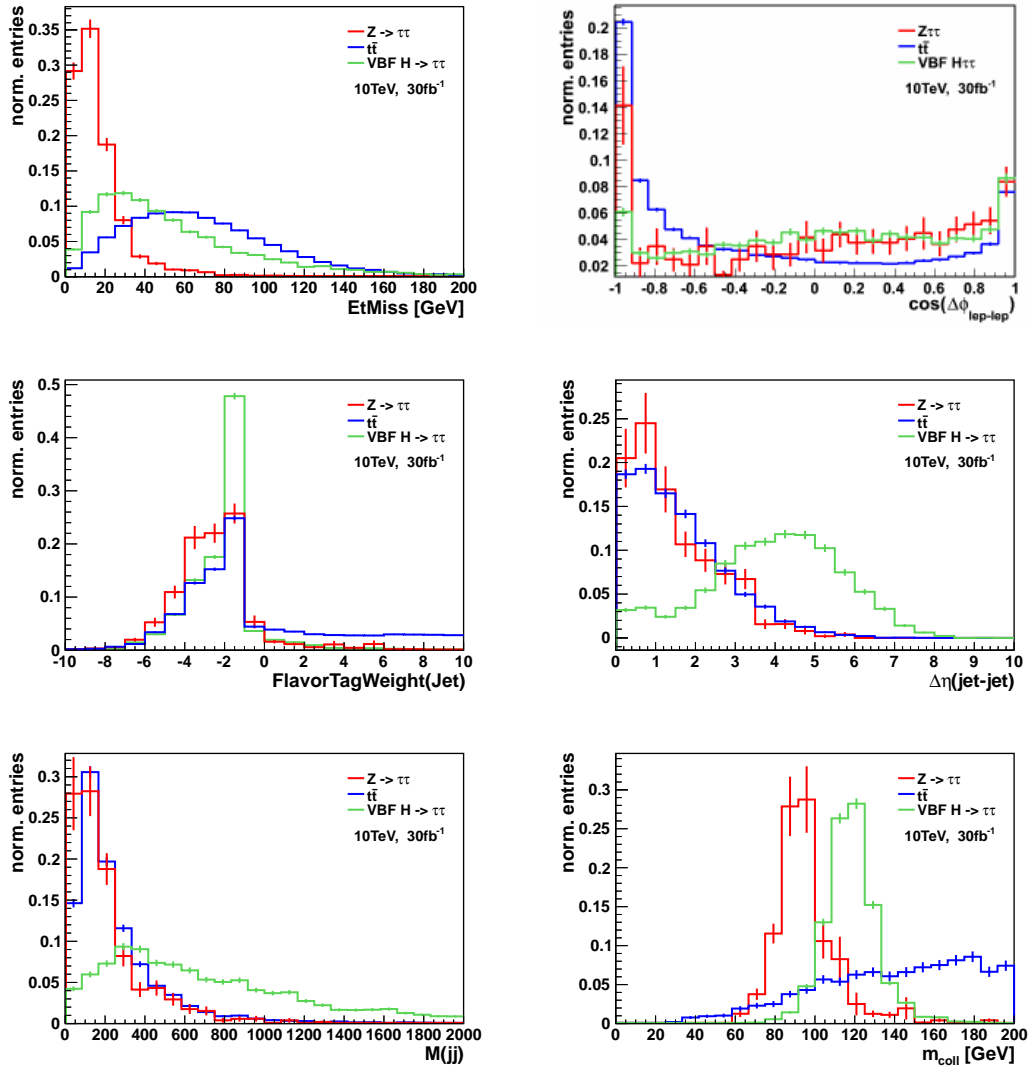 norm. entries
0.35
0.3
0.25
0.2
0.15
0.1
0.05
0
Z -> ττ
tt̄
VBF H -> ττ
10TeV, 30fb⁻¹
0 20 40 60 80 100 120 140 160 180 200
EtMiss [GeV]
norm. entries
0.2
0.18
0.16
0.14
0.12
0.1
0.08
0.06
0.04
0.02
Zττ
tt̄
VBF Hττ
10TeV, 30fb⁻¹
-1 -0.8 -0.6 -0.4 -0.2 0 0.2 0.4 0.6 0.8 1
cos(Δϕlep-lep)
norm. entries
0.5
0.4
0.3
0.2
0.1
0
Z -> ττ
tt̄
VBF H -> ττ
10TeV, 30fb⁻¹
-10 -8 -6 -4 -2 0 2 4 6 8 10
FlavorTagWeight(Jet)
norm. entries
0.25
0.2
0.15
0.1
0.05
0
Z -> ττ
tt̄
VBF H -> ττ
10TeV, 30fb⁻¹
0 1 2 3 4 5 6 7 8 9 10
Δη(jet-jet)
norm. entries
0.3
0.25
0.2
0.15
0.1
0.05
0
Z -> ττ
tt̄
VBF H -> ττ
10TeV, 30fb⁻¹
0 200 400 600 800 1000 1200 1400 1600 1800 2000
M(jj)
norm. entries
0.3
0.25
0.2
0.15
0.1
0.05
0
Z -> ττ
tt̄
VBF H -> ττ
10TeV, 30fb⁻¹
0 20 40 60 80 100 120 140 160 180 200
mcoll [GeV]